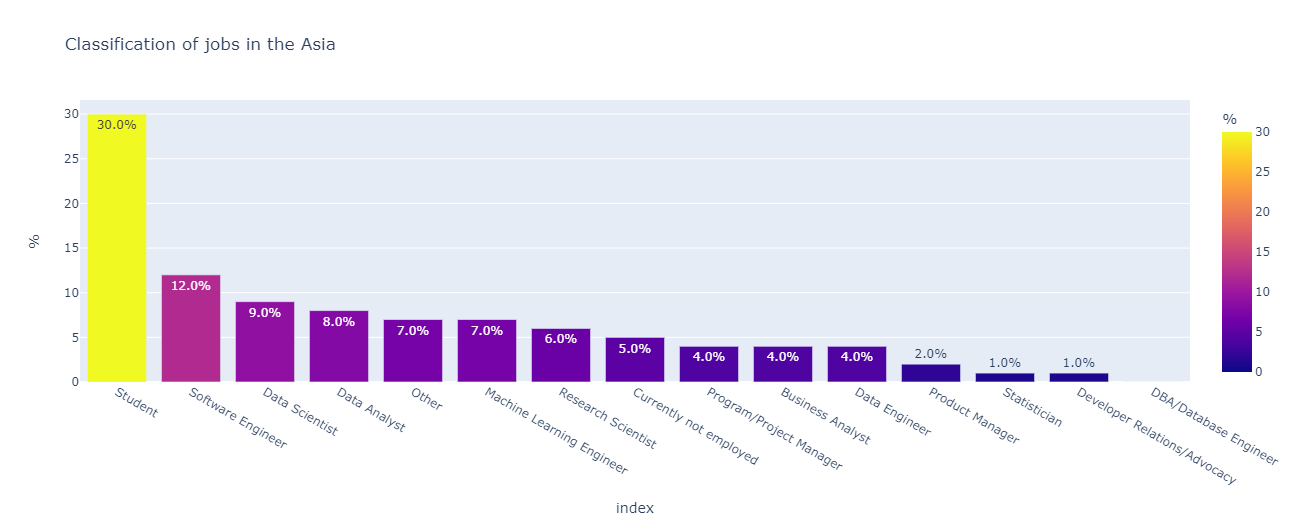 Classification of jobs in the Asia
%
30
25
20
15
10
5
0
30.0%
12.0%
9.0%
8.0%
7.0%
7.0%
6.0%
5.0%
4.0%
4.0%
4.0%
2.0%
1.0%
1.0%
Student
Software Engineer
Data Scientist
Data Analyst
Other
Machine Learning Engineer
Research Scientist
Currently not employed
Program/Project Manager
Business Analyst
Data Engineer
Product Manager
Statistician
Developer Relations/Advocacy
DBA/Database Engineer
index
%
30
25
20
15
10
5
0